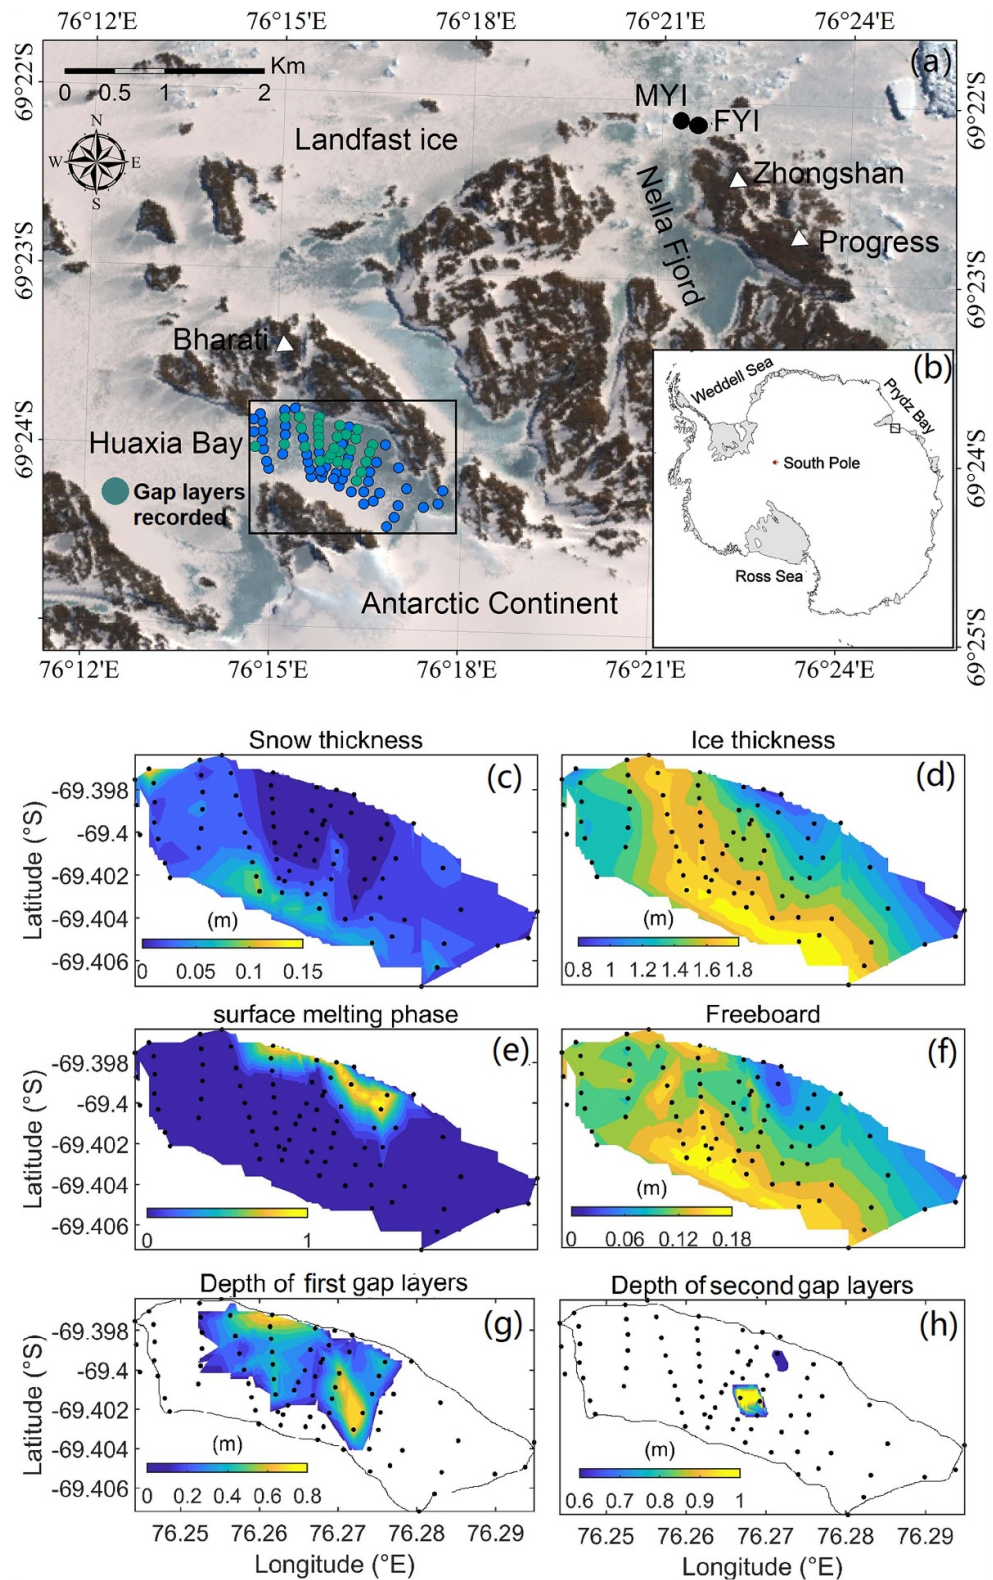 76°12'E 76°15'E 76°18'E 76°21'E 76°24'E
(a)
Km
0 0.5 1 2
69°22'S
69°22'S
MYI
FYI
N
W E
S
Landfast ice
Zhongshan
Nella Fjord
Progress
69°23'S
69°23'S
Bharati
(b)
Weddell Sea
Prydz Bay
69°24'S
Huaxia Bay
69°24'S
South Pole
Gap layers
recorded
Ross Sea
Antarctic Continent
69°25'S
76°12'E 76°15'E 76°18'E 76°21'E 76°24'E
Snow thickness
(c)
-69.398
-69.4
-69.402
-69.404
-69.406
Latitude (°S)
(m)
0 0.05 0.1 0.15
Ice thickness
(d)
(m)
0.8 1 1.2 1.4 1.6 1.8
surface melting phase
(e)
-69.398
-69.4
-69.402
-69.404
-69.406
Latitude (°S)
0 1
Freeboard
(f)
(m)
0 0.06 0.12 0.18
Depth of first gap layers
(g)
-69.398
-69.4
-69.402
-69.404
-69.406
Latitude (°S)
(m)
0 0.2 0.4 0.6 0.8
76.25 76.26 76.27 76.28 76.29
Longitude (°E)
Depth of second gap layers
(h)
(m)
0.6 0.7 0.8 0.9 1
76.25 76.26 76.27 76.28 76.29
Longitude (°E)